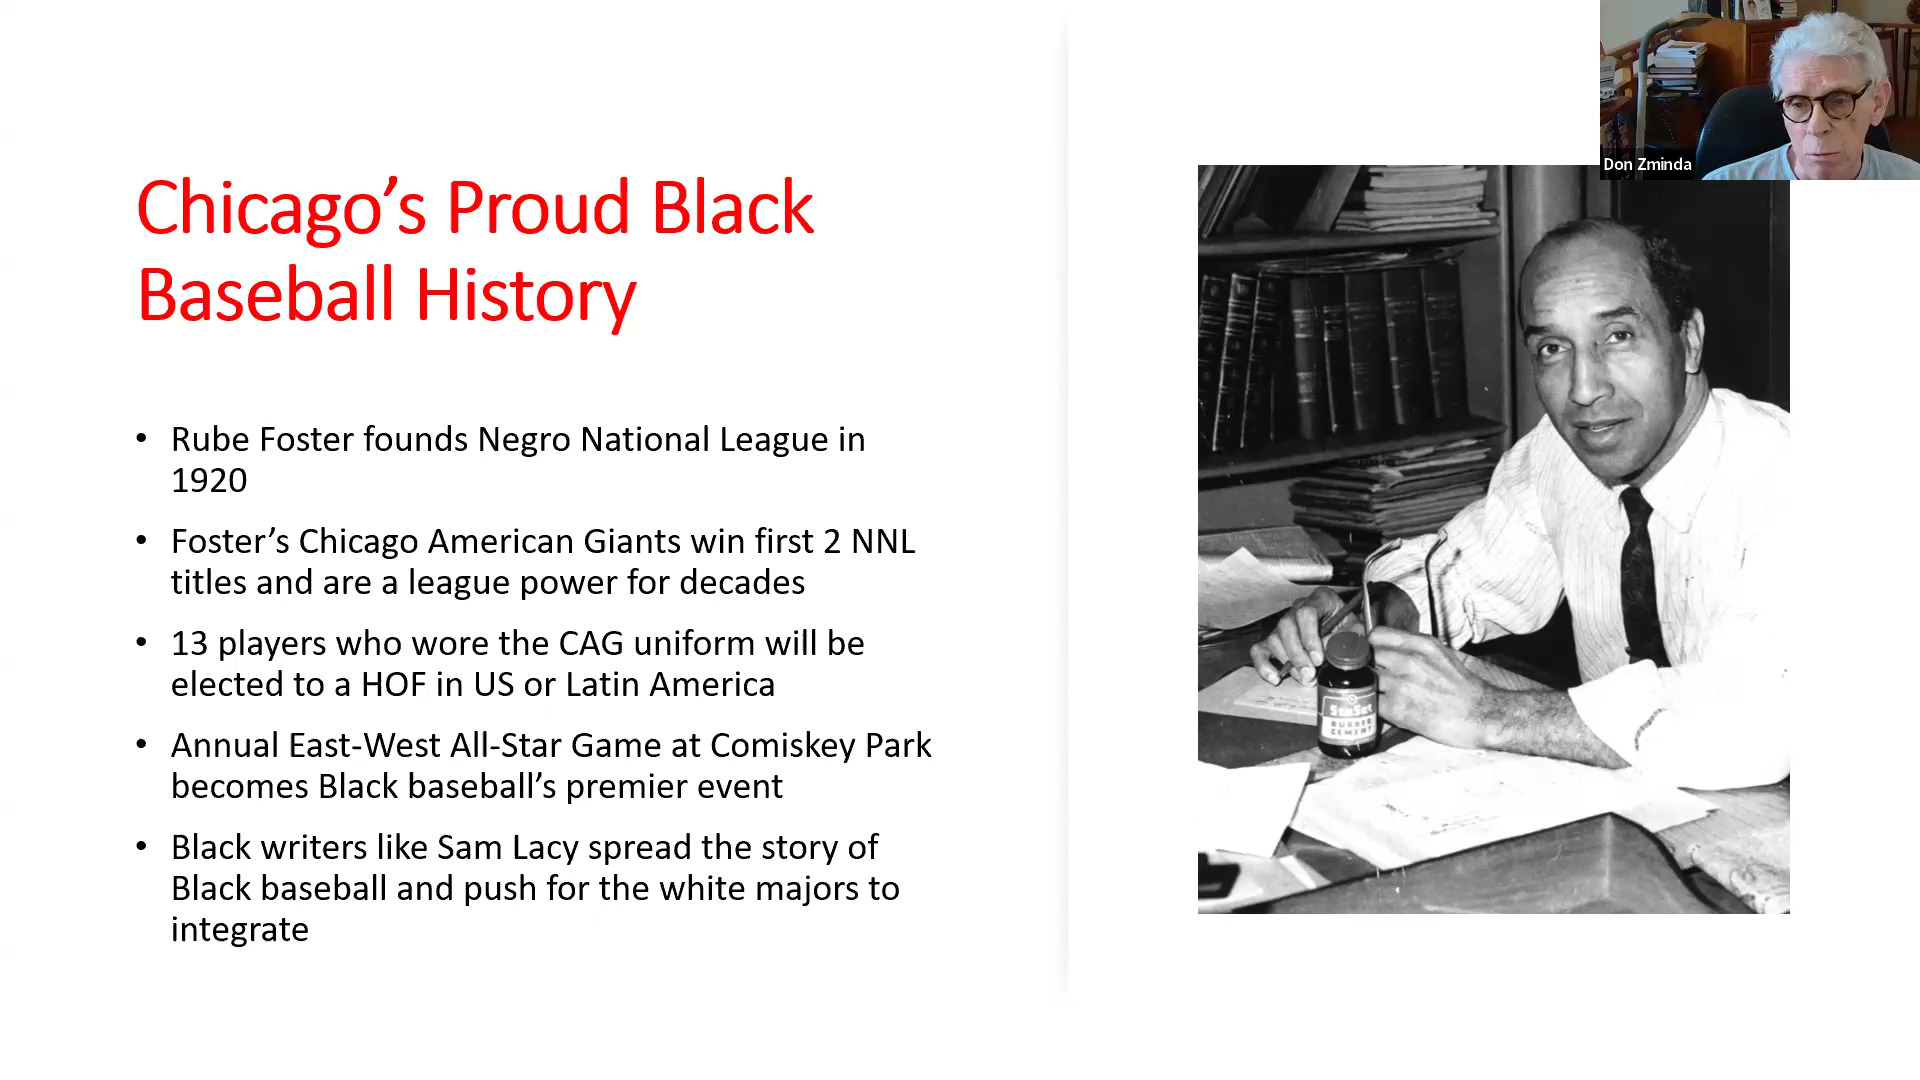 Don Zminda
Chicago’s Proud Black
Baseball History
• Rube Foster founds Negro National League in
1920
• Foster’s Chicago American Giants win first 2 NNL
titles and are a league power for decades
• 13 players who wore the CAG uniform will be
elected to a HOF in US or Latin America
• Annual East-West All-Star Game at Comiskey Park
becomes Black baseball’s premier event
• Black writers like Sam Lacy spread the story of
Black baseball and push for the white majors to
integrate
RUBBER
CEMENT